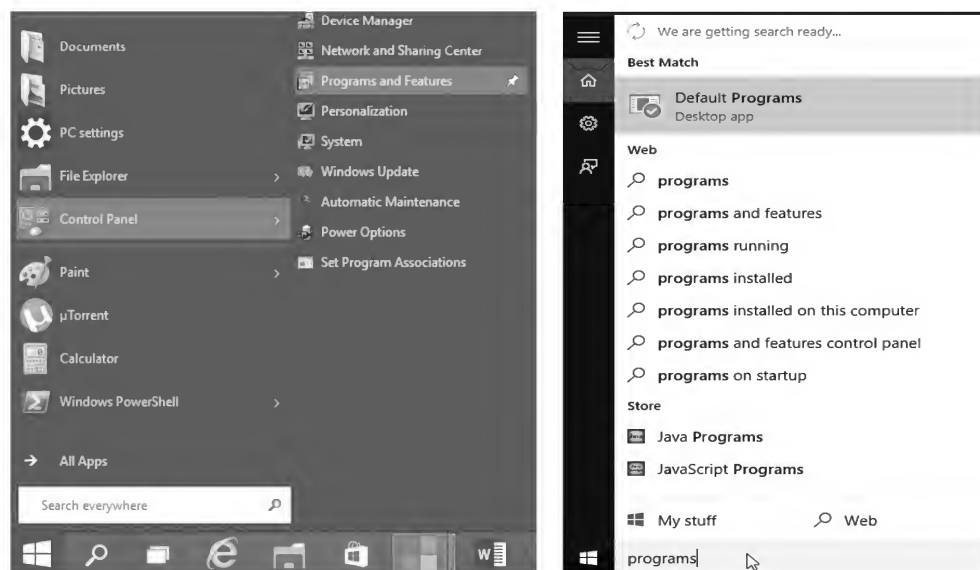 Documents
Pictures
PC settings
File Explorer
Control Panel
Paint
µTorrent
Calculator
Windows PowerShell
All Apps
Search everywhere
Device Manager
Network and Sharing Center
Programs and Features
Personalization
System
Windows Update
Automatic Maintenance
Power Options
Set Program Associations
W
We are getting search ready...
Best Match
Default Programs
Desktop app
Web
programs
programs and features
programs running
programs installed
programs installed on this computer
programs and features control panel
programs on startup
Store
Java Programs
JavaScript Programs
My stuff
Web
programs